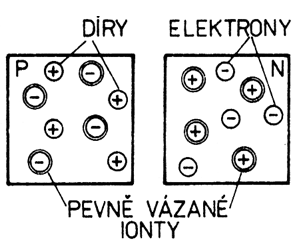 DÍRY ELEKTRONY
P N
+ - + - + - - +
+ - + - + - - +
PEVNĚ VÁZANÉ
IONTY